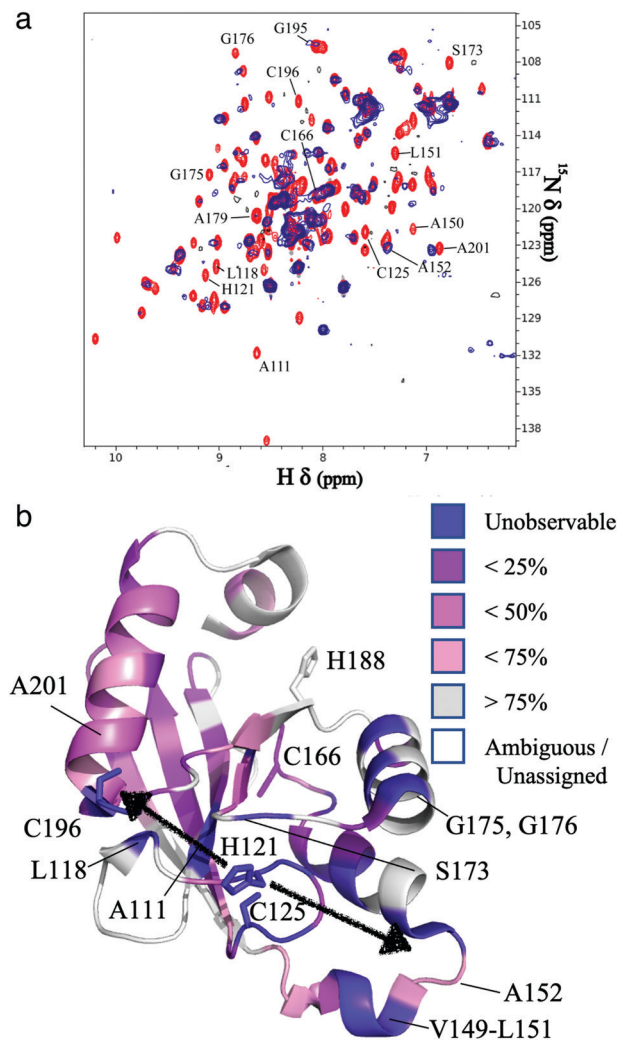 a
G176
G195
S173
C196
C166
L151
G175
A179
A150
A201
L118
C125
A152
H121
A111
105
108
111
114
117
120
123
126
129
132
135
138
¹⁵N δ (ppm)
10
9
8
7
H δ (ppm)
b
Unobservable
< 25%
< 50%
< 75%
> 75%
Ambiguous /
Unassigned
H188
A201
C166
C196
G175, G176
L118
H121
S173
A111
C125
A152
V149-L151